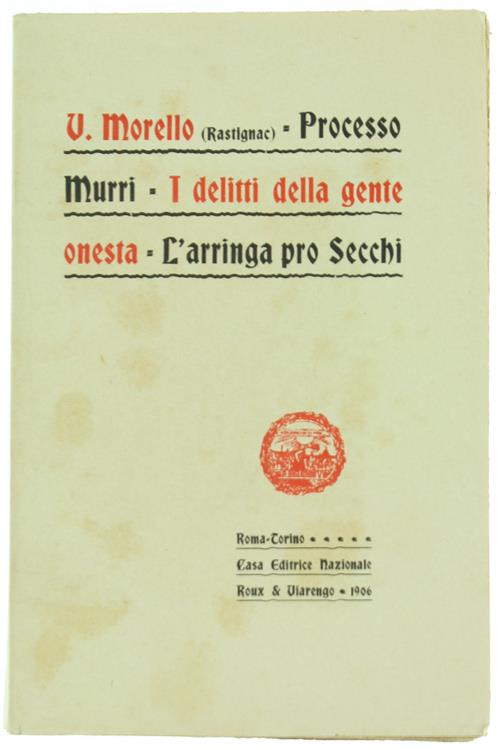 V. Morello (Rastignac) = Processo
Murri = I delitti della gente
onesta = L'arringa pro Secchi
Roma-Torino
Casa Editrice Nazionale
Roux & Viarengo • 1906